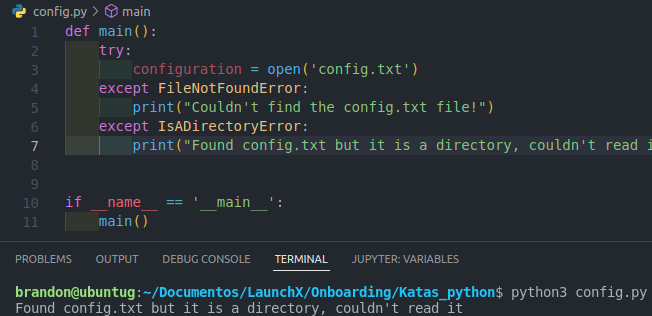 config.py > main
1 def main():
2 try:
3 configuration = open('config.txt')
4 except FileNotFoundError:
5 print("Couldn't find the config.txt file!")
6 except IsADirectoryError:
7 print("Found config.txt but it is a directory, couldn't read i
8
9
10 if __name__ == '__main__':
11 main()
PROBLEMS OUTPUT DEBUG CONSOLE TERMINAL JUPYTER: VARIABLES
brandon@ubuntug:~/Documentos/LaunchX/Onboarding/Katas_python$ python3 config.py
Found config.txt but it is a directory, couldn't read it